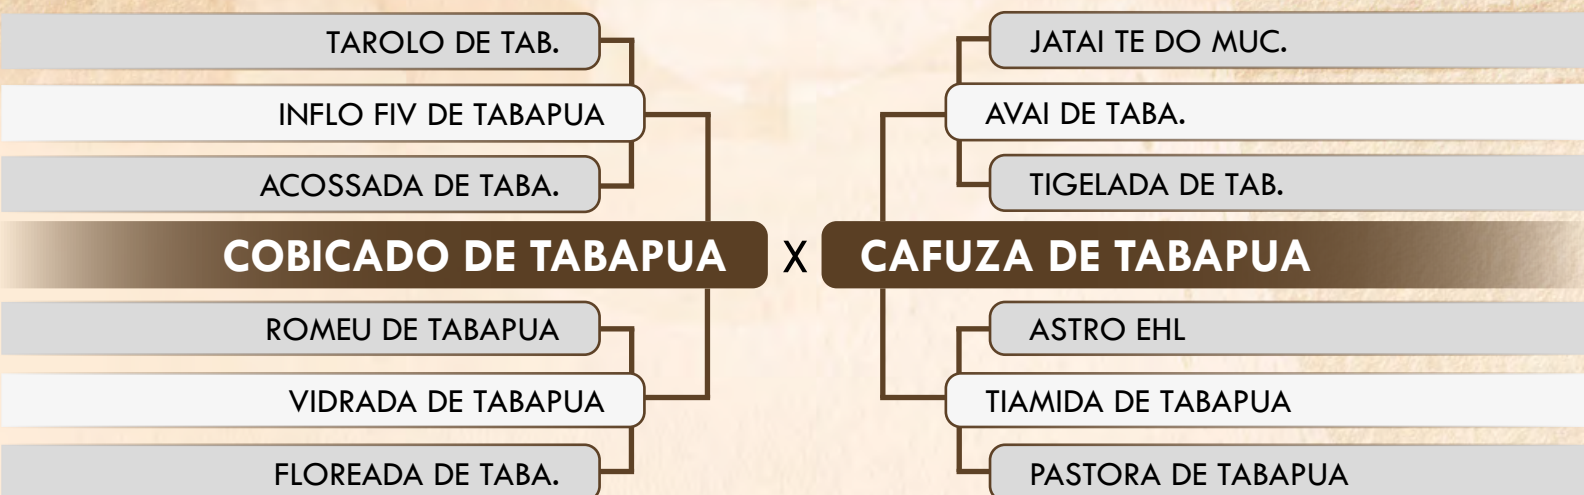 TAROLO DE TAB.
INFLO FIV DE TABAPUA
ACOSSADA DE TABA.
COBICADO DE TABAPUA
ROMEU DE TABAPUA
VIDRADA DE TABAPUA
FLOREADA DE TABA.
X
JATAI TE DO MUC.
AVAI DE TABA.
TIGELADA DE TAB.
CAFUZA DE TABAPUA
ASTRO EHL
TIAMIDA DE TABAPUA
PASTORA DE TABAPUA